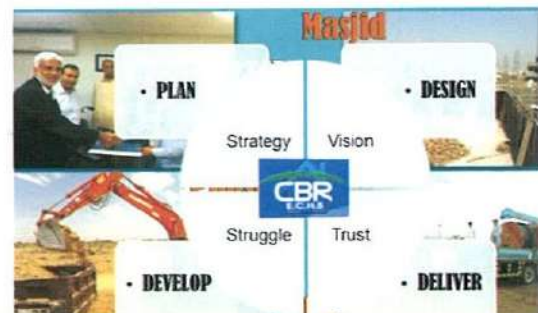 Masjid
• PLAN
• DESIGN
Strategy Vision
CBR
E.C.H.S
Struggle Trust
• DEVELOP
• DELIVER